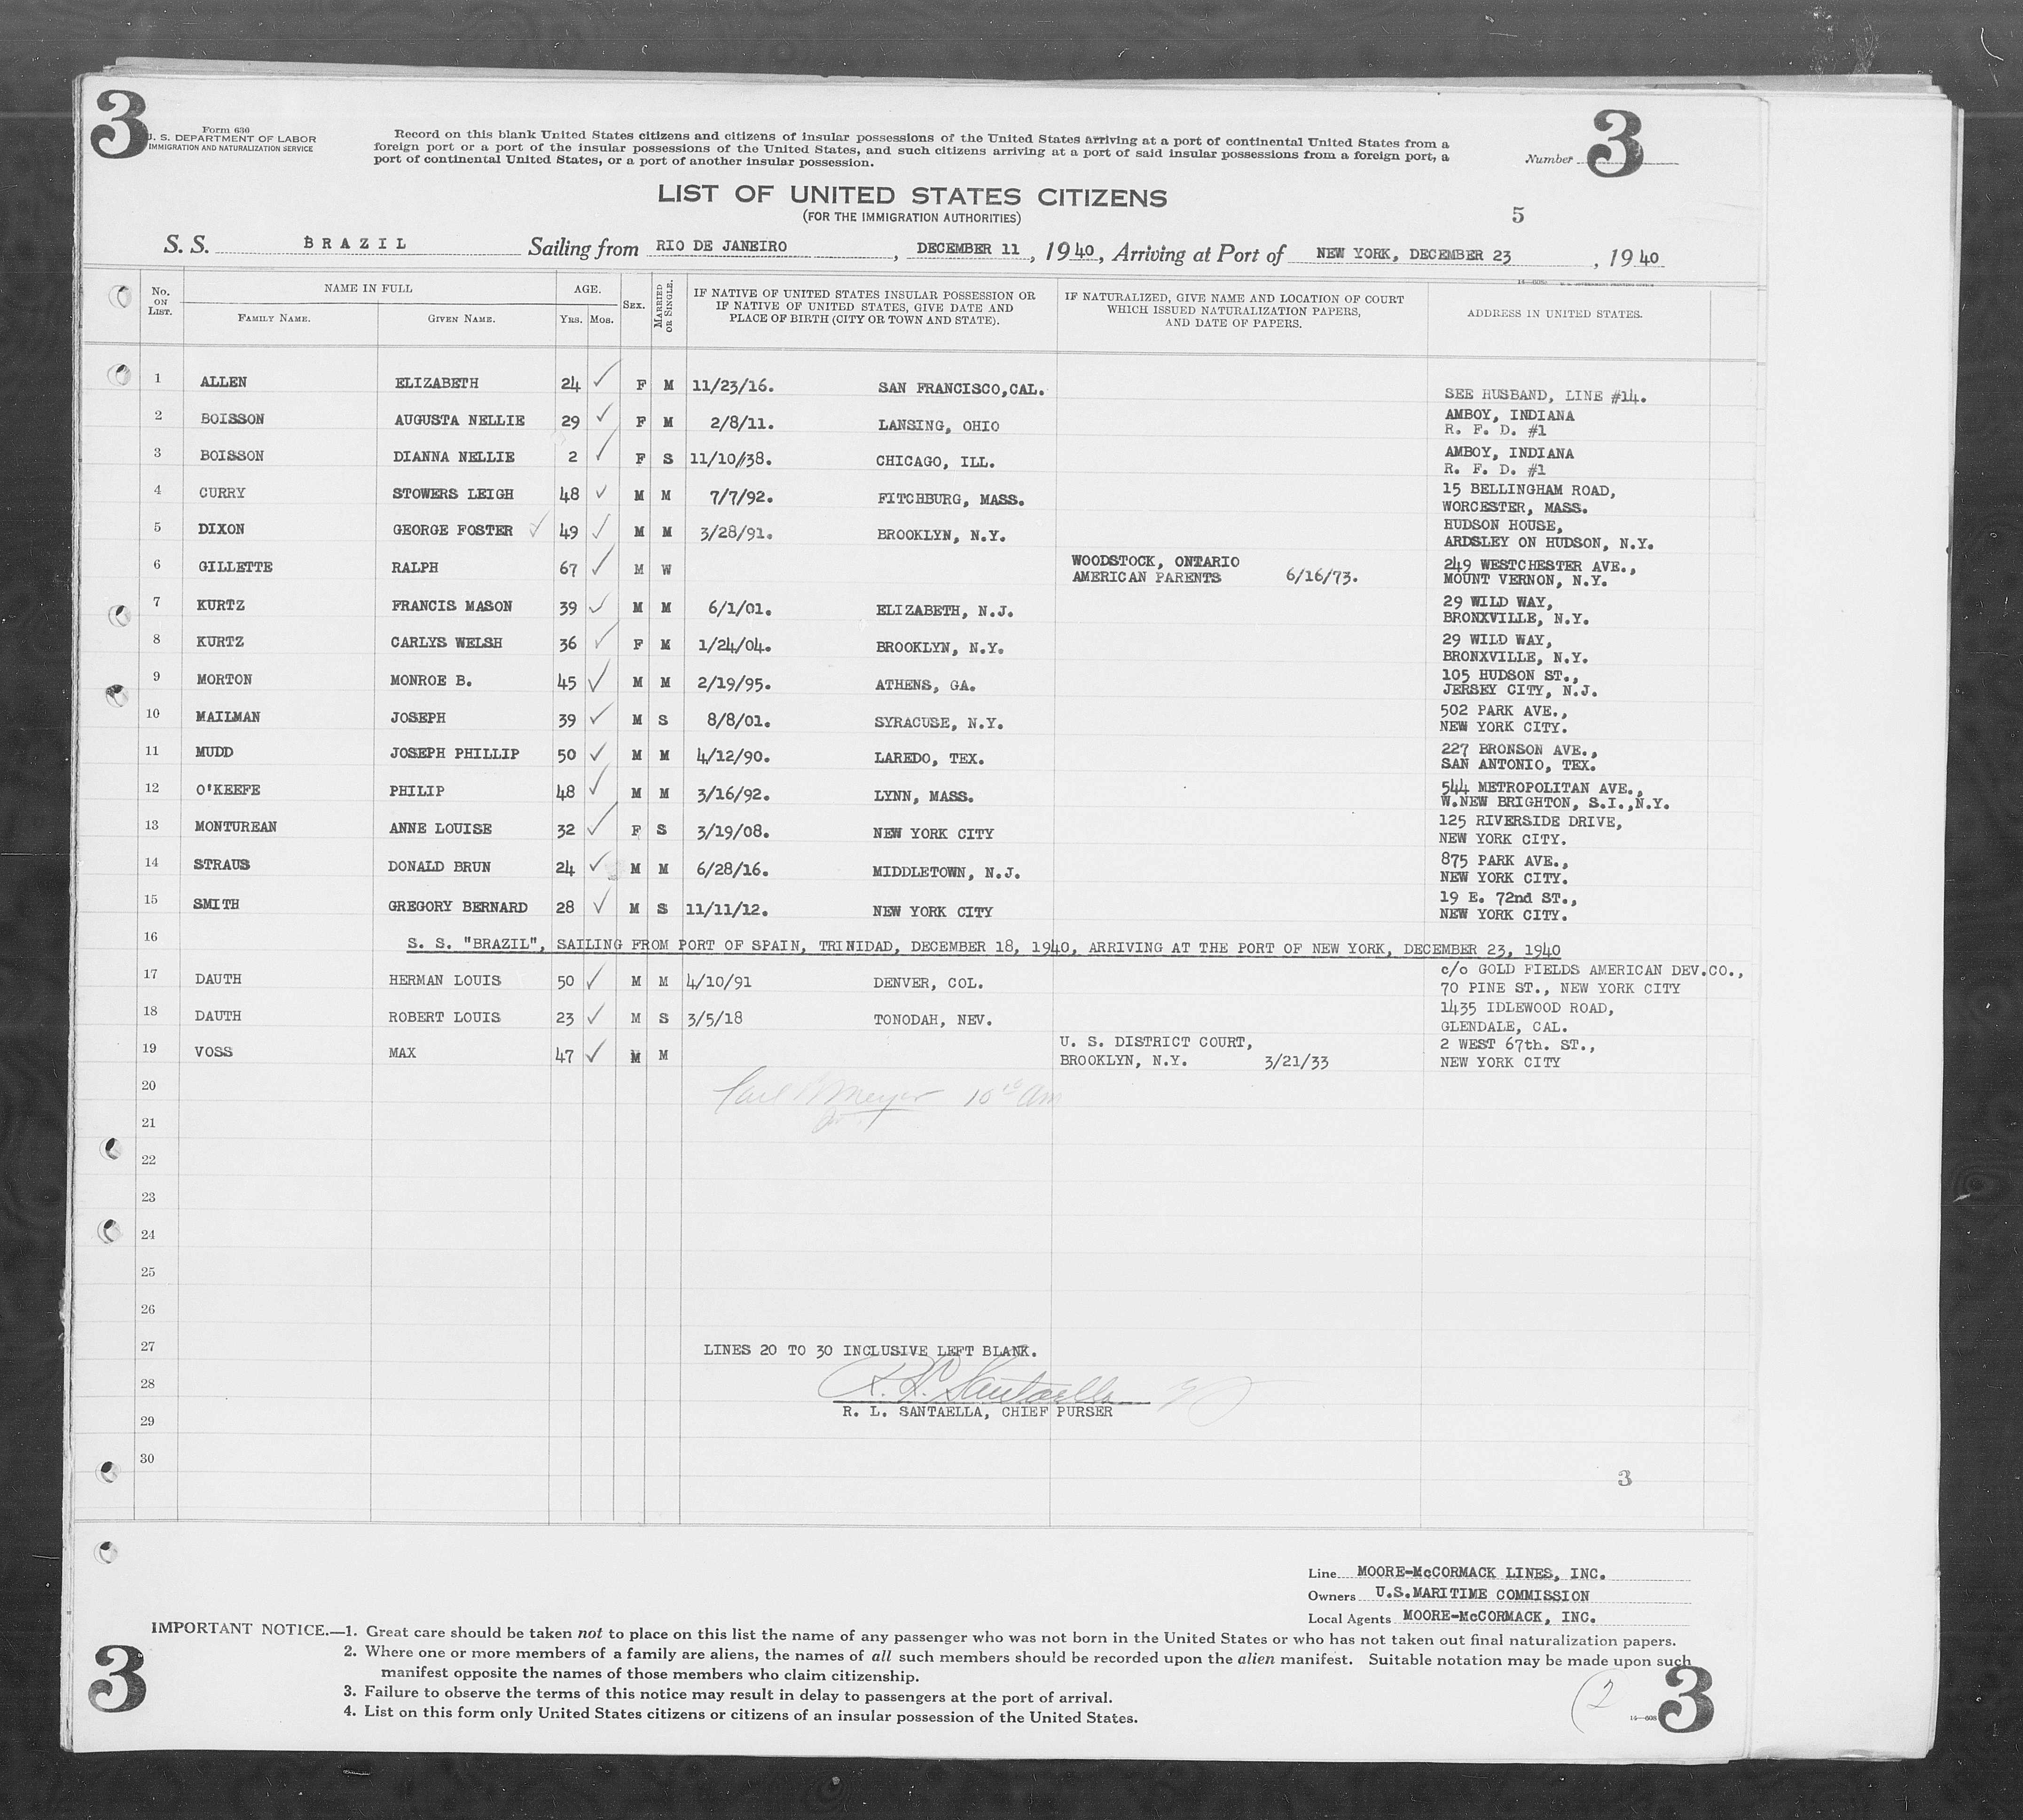 3
Form 630
U. S. DEPARTMENT OF LABOR
IMMIGRATION AND NATURALIZATION SERVICE
Record on this blank United States citizens and citizens of insular possessions of the United States arriving at a port of continental United States from a
foreign port or a port of the insular possessions of the United States, and such citizens arriving at a port of said insular possessions from a foreign port, a
port of continental United States, or a port of another insular possession.
Number 3
LIST OF UNITED STATES CITIZENS
(FOR THE IMMIGRATION AUTHORITIES)
5
S. S. BRAZIL Sailing from RIO DE JANEIRO, DECEMBER 11, 1940, Arriving at Port of NEW YORK, DECEMBER 23, 1940
No. ON LIST. NAME IN FULL FAMILY NAME. GIVEN NAME. AGE. YRS. MOS. SEX. MARRIED OR SINGLE. IF NATIVE OF UNITED STATES INSULAR POSSESSION OR IF NATIVE OF UNITED STATES, GIVE DATE AND PLACE OF BIRTH (CITY OR TOWN AND STATE). IF NATURALIZED, GIVE NAME AND LOCATION OF COURT WHICH ISSUED NATURALIZATION PAPERS, AND DATE OF PAPERS. ADDRESS IN UNITED STATES.
1 ALLEN ELIZABETH 24 ✓ F M 11/23/16. SAN FRANCISCO,CAL. SEE HUSBAND, LINE #14.
2 BOISSON AUGUSTA NELLIE 29 ✓ F M 2/8/11. LANSING, OHIO AMBOY, INDIANA
R. F. D. #1
3 BOISSON DIANNA NELLIE 2 ✓ F S 11/10/38. CHICAGO, ILL. AMBOY, INDIANA
R. F. D. #1
4 CURRY STOWERS LEIGH 48 ✓ M M 7/7/92. FITCHBURG, MASS. 15 BELLINGHAM ROAD,
WORCESTER, MASS.
5 DIXON GEORGE FOSTER ✓ 49 ✓ M M 3/28/91. BROOKLYN, N.Y. HUDSON HOUSE,
ARDSLEY ON HUDSON, N.Y.
6 GILLETTE RALPH 67 ✓ M W WOODSTOCK, ONTARIO 249 WESTCHESTER AVE.,
AMERICAN PARENTS 6/16/73. MOUNT VERNON, N.Y.
7 KURTZ FRANCIS MASON 39 ✓ M M 6/1/01. ELIZABETH, N.J. 29 WILD WAY,
BRONXVILLE, N.Y.
8 KURTZ CARLYS WELSH 36 ✓ F M 1/24/04. BROOKLYN, N.Y. 29 WILD WAY,
BRONXVILLE, N.Y.
9 MORTON MONROE B. 45 ✓ M M 2/19/95. ATHENS, GA. 105 HUDSON ST.,
JERSEY CITY, N.J.
10 MAILMAN JOSEPH 39 ✓ M S 8/8/01. SYRACUSE, N.Y. 502 PARK AVE.,
NEW YORK CITY.
11 MUDD JOSEPH PHILLIP 50 ✓ M M 4/12/90. LAREDO, TEX. 227 BRONSON AVE.,
SAN ANTONIO, TEX.
12 O'KEEFE PHILIP 48 ✓ M M 3/16/92. LYNN, MASS. 544 METROPOLITAN AVE.,
W.NEW BRIGHTON, S.I.,N.Y.
13 MONTUREAN ANNE LOUISE 32 ✓ F S 3/19/08. NEW YORK CITY 125 RIVERSIDE DRIVE,
NEW YORK CITY.
14 STRAUS DONALD BRUN 24 ✓ M M 6/28/16. MIDDLETOWN, N.J. 875 PARK AVE.,
NEW YORK CITY.
15 SMITH GREGORY BERNARD 28 ✓ M S 11/11/12. NEW YORK CITY 19 E. 72nd ST.,
NEW YORK CITY.
16 S. S. "BRAZIL", SAILING FROM PORT OF SPAIN, TRINIDAD, DECEMBER 18, 1940, ARRIVING AT THE PORT OF NEW YORK, DECEMBER 23, 1940
17 DAUTH HERMAN LOUIS 50 ✓ M M 4/10/91 DENVER, COL. c/o GOLD FIELDS AMERICAN DEV.CO.,
70 PINE ST., NEW YORK CITY
18 DAUTH ROBERT LOUIS 23 ✓ M S 3/5/18 TONODAH, NEV. 1435 IDLEWOOD ROAD,
GLENDALE, CAL.
19 VOSS MAX 47 ✓ M M U. S. DISTRICT COURT, 2 WEST 67th. ST.,
BROOKLYN, N.Y. 3/21/33 NEW YORK CITY
20 Meyer 10 am
21
22
23
24
25
26
27 LINES 20 TO 30 INCLUSIVE LEFT BLANK.
28 R. L. Santaella
29 R. L. SANTAELLA, CHIEF PURSER
30
3
Line MOORE-McCORMACK LINES, INC.
Owners U.S.MARITIME COMMISSION
Local Agents MOORE-McCORMACK, INC.
IMPORTANT NOTICE.—1. Great care should be taken not to place on this list the name of any passenger who was not born in the United States or who has not taken out final naturalization papers.
2. Where one or more members of a family are aliens, the names of all such members should be recorded upon the alien manifest. Suitable notation may be made upon such
manifest opposite the names of those members who claim citizenship.
3. Failure to observe the terms of this notice may result in delay to passengers at the port of arrival.
4. List on this form only United States citizens or citizens of an insular possession of the United States.
3
2
3